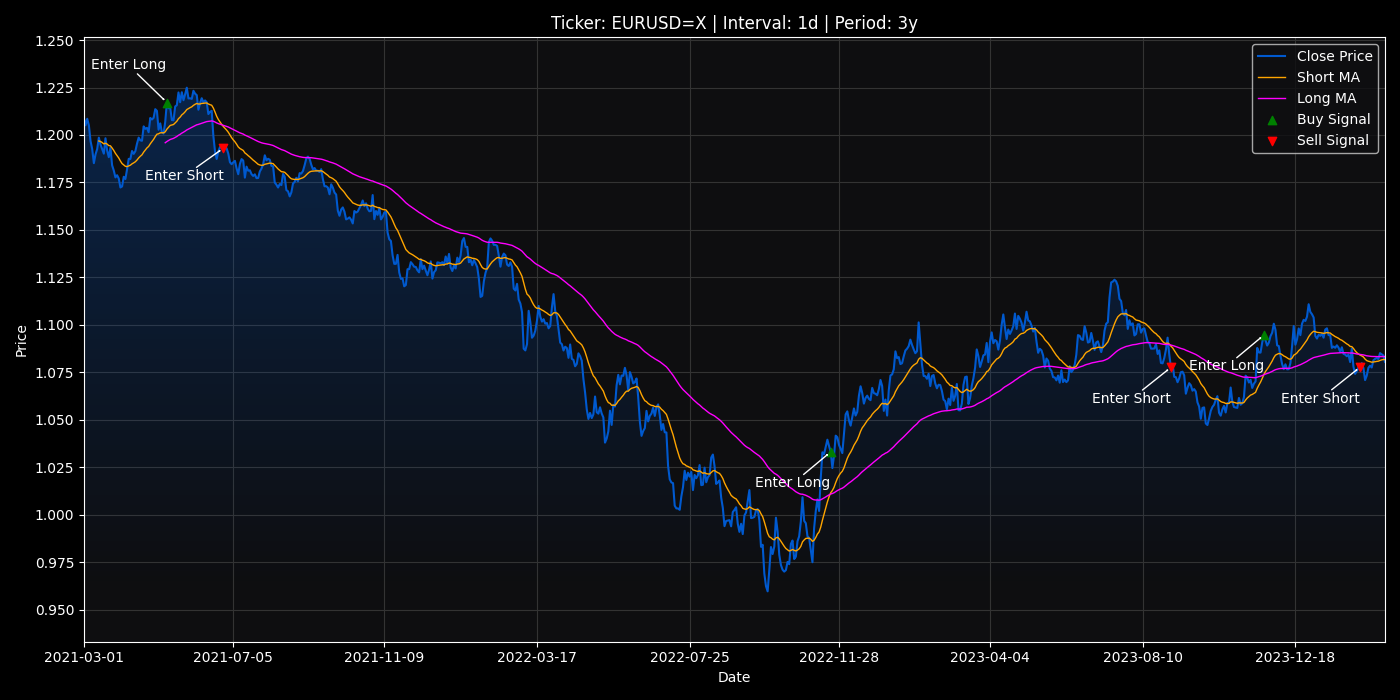 Ticker: EURUSD=X | Interval: 1d | Period: 3y
1.250
1.225
1.200
1.175
1.150
1.125
1.100
1.075
1.050
1.025
1.000
0.975
0.950
Price
Enter Long
Enter Short
Enter Long
Enter Short
Enter Long
Enter Short
Close Price
Short MA
Long MA
Buy Signal
Sell Signal
2021-03-01
2021-07-05
2021-11-09
2022-03-17
2022-07-25
2022-11-28
2023-04-04
2023-08-10
2023-12-18
Date